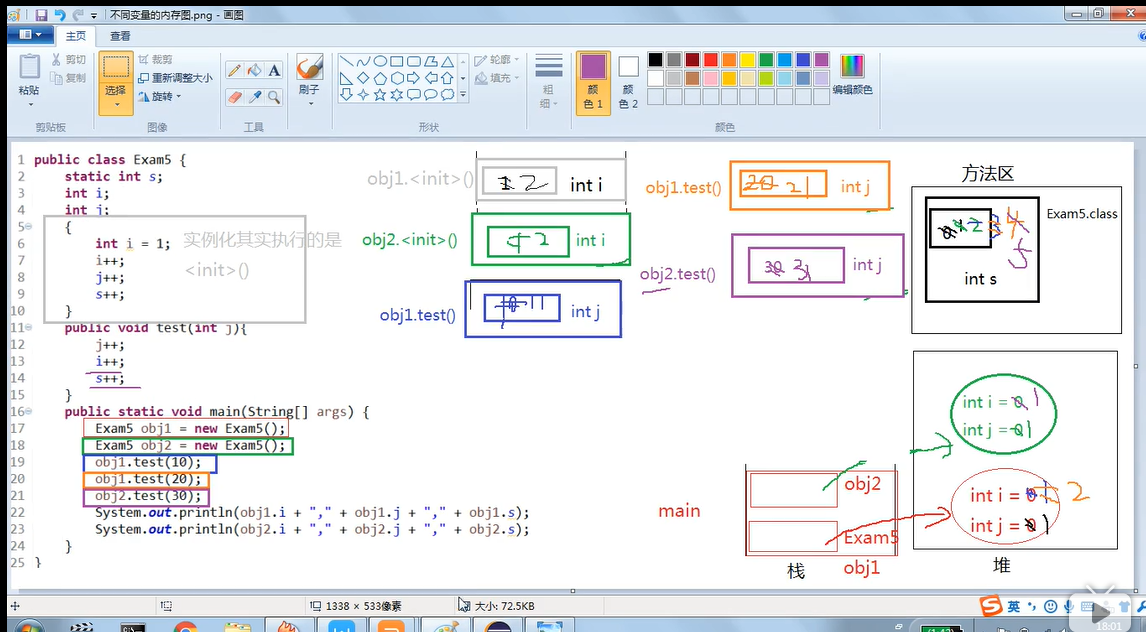 不同变量的内存图.png - 画图
主页
查看
粘贴
剪切
复制
剪贴板
选择
裁剪
重新调整大小
旋转
图像
A
工具
刷子
轮廓
填充
形状
粗
细
颜
色 1
颜
色 2
编辑颜色
颜色
1 public class Exam5 {
2 static int s;
3 int i;
4 int j;
5 {
6 int i = 1;
7 i++;
8 j++;
9 s++;
10 }
11 public void test(int j){
12 j++;
13 i++;
14 s++;
15 }
16 public static void main(String[] args) {
17 Exam5 obj1 = new Exam5();
18 Exam5 obj2 = new Exam5();
19 obj1.test(10);
20 obj1.test(20);
21 obj2.test(30);
22 System.out.println(obj1.i + "," + obj1.j + "," + obj1.s);
23 System.out.println(obj2.i + "," + obj2.j + "," + obj2.s);
24 }
25 }
实例化其实执行的是
<init>()
obj1.<init>()
1 2
int i
obj2.<init>()
2
int i
obj1.test()
11
int j
obj1.test()
20 21
int j
obj2.test()
30 31
int j
方法区
Exam5.class
0 1 2 3 4
5
int s
int i = 0 1
int j = 0 1
int i = 0 1 2
int j = 0 1
堆
main
obj2
Exam5
obj1
栈
1338 × 533像素
大小: 72.5KB
英
18:01